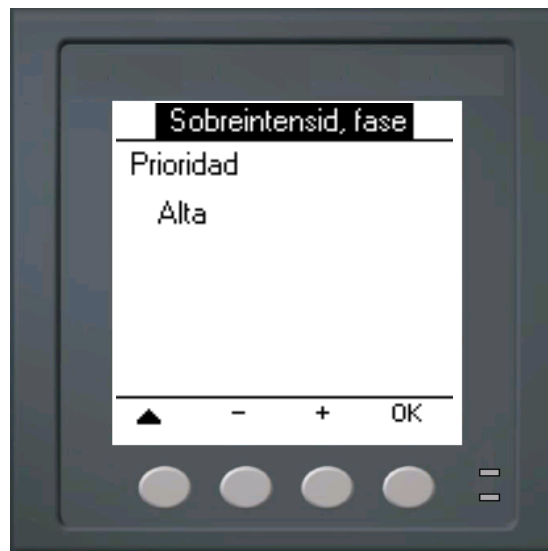 Sobreintensid, fase
Prioridad
Alta
▲ - + OK